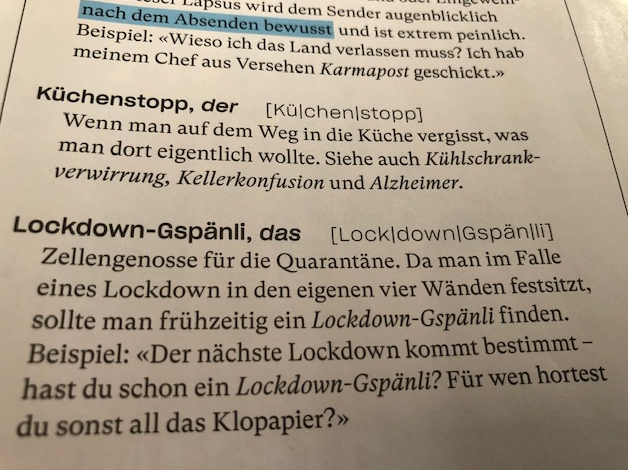 Lapsus wird dem Sender augenblicklich
nach dem Absenden bewusst und ist extrem peinlich.
Beispiel: «Wieso ich das Land verlassen muss? Ich hab
meinem Chef aus Versehen Karmapost geschickt.»
Küchenstopp, der [Kü|chen|stopp]
Wenn man auf dem Weg in die Küche vergisst, was
man dort eigentlich wollte. Siehe auch Kühlschrank-
verwirrung, Kellerkonfusion und Alzheimer.
Lockdown-Gspänli, das [Lock|down|Gspän|li]
Zellengenosse für die Quarantäne. Da man im Falle
eines Lockdown in den eigenen vier Wänden festsitzt,
sollte man frühzeitig ein Lockdown-Gspänli finden.
Beispiel: «Der nächste Lockdown kommt bestimmt –
hast du schon ein Lockdown-Gspänli? Für wen hortest
du sonst all das Klopapier?»